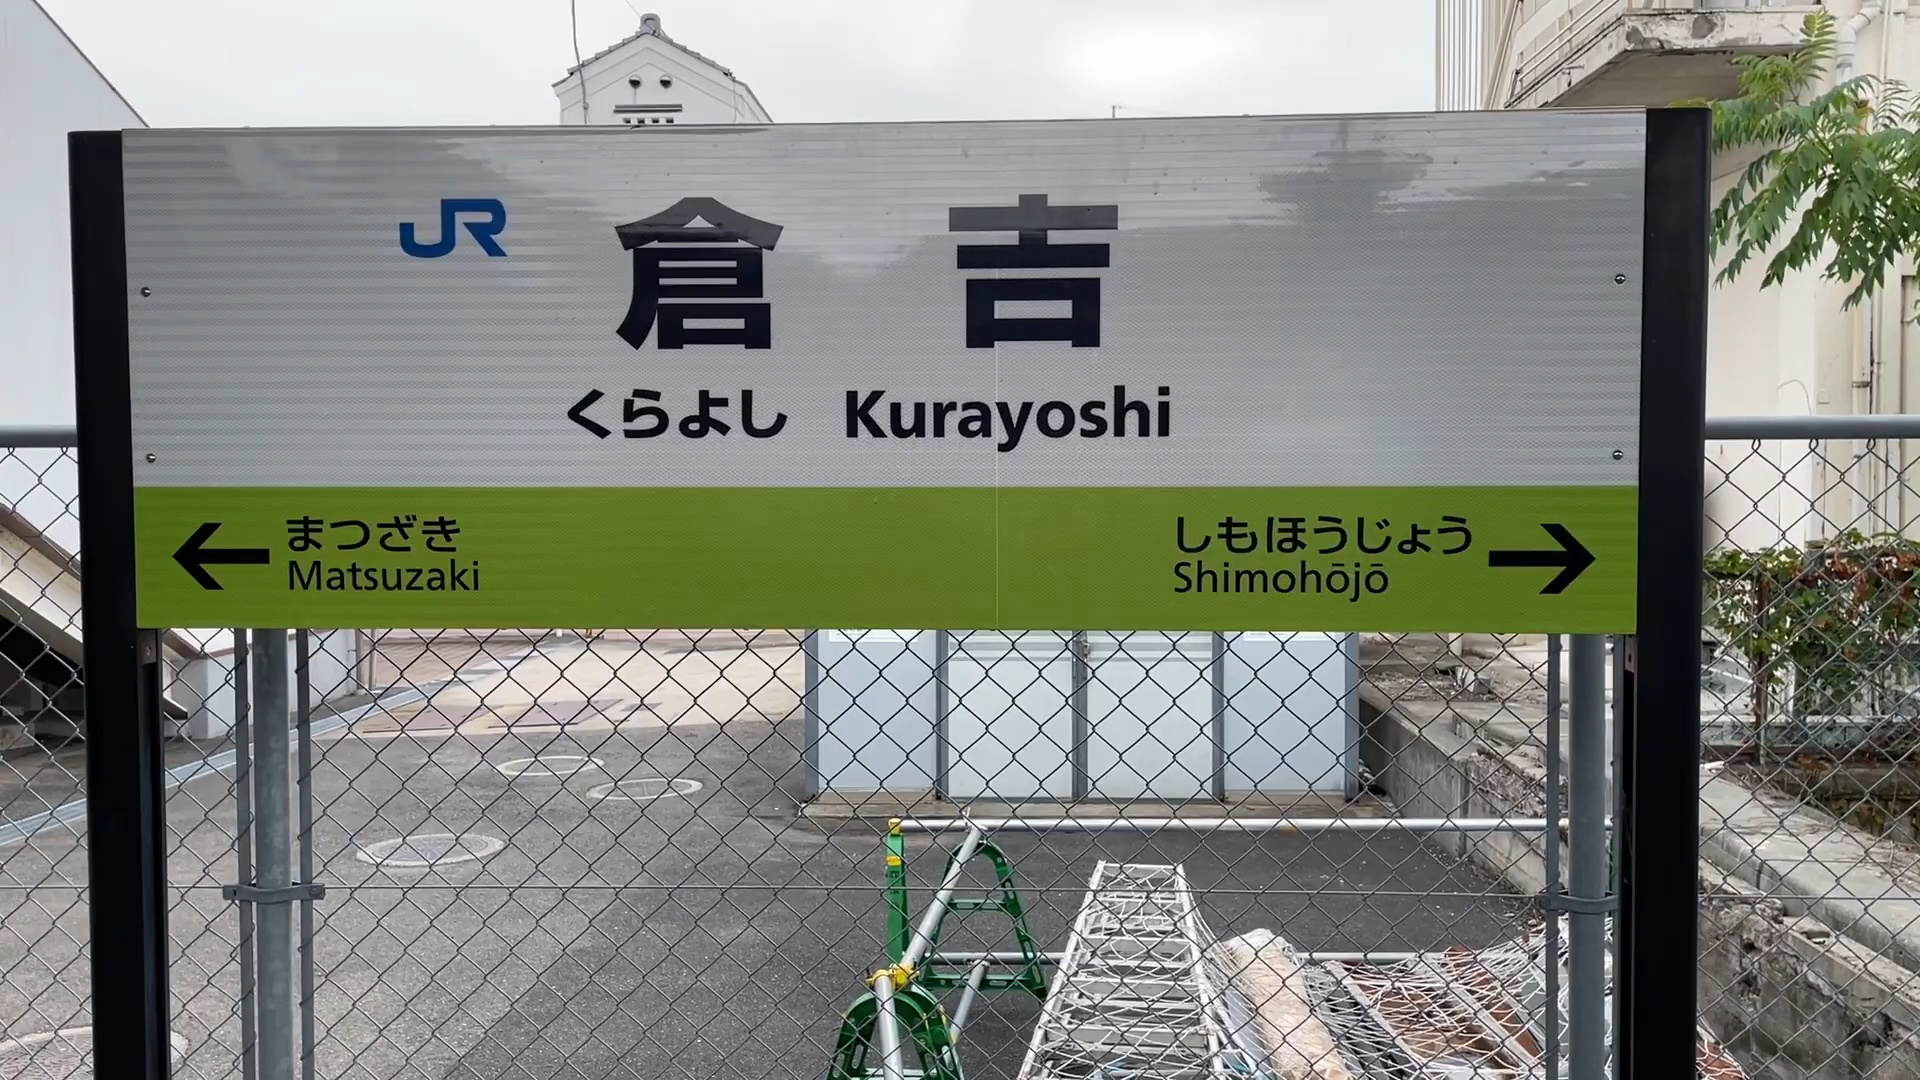 JR 倉吉
くらよし Kurayoshi
← まつざき
Matsuzaki
しもほうじょう →
Shimohōjō